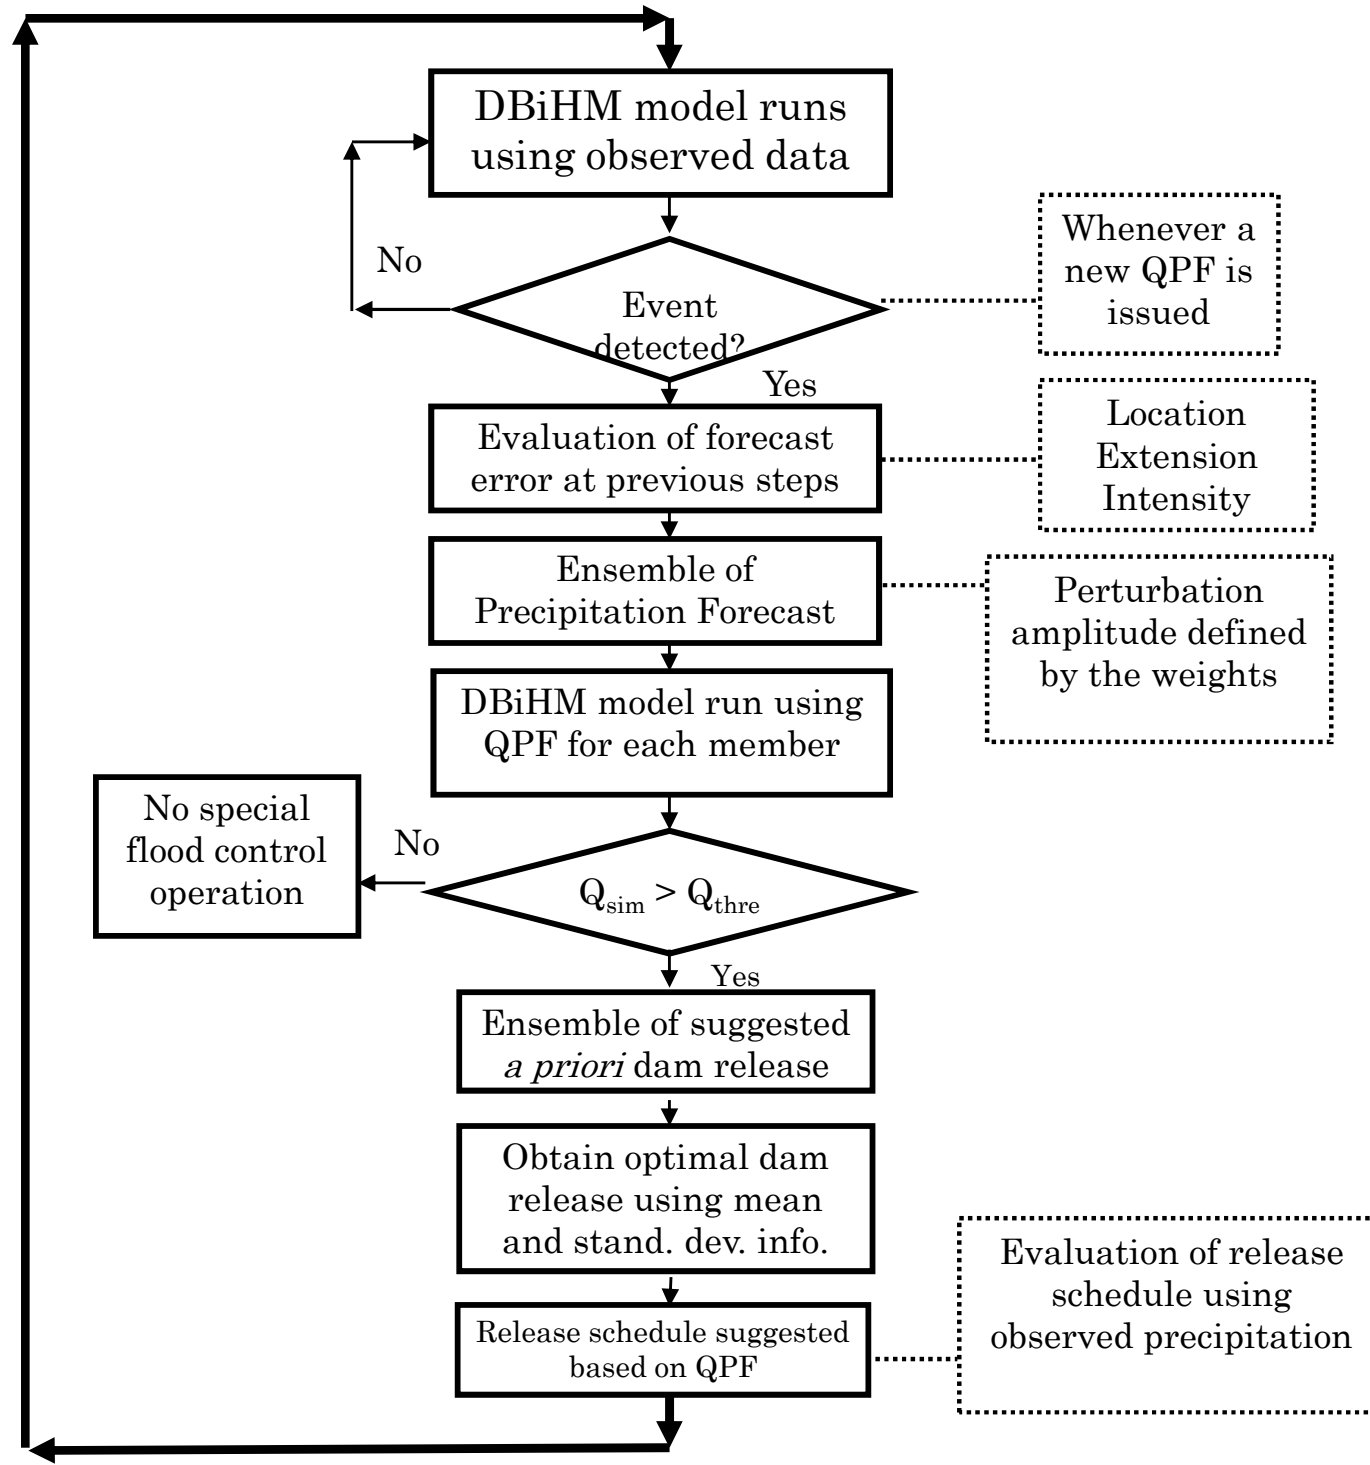 DBiHM model runs
using observed data
Whenever a
new QPF is
issued
No
Event
detected?
Yes
Location
Extension
Intensity
Evaluation of forecast
error at previous steps
Ensemble of
Precipitation Forecast
Perturbation
amplitude defined
by the weights
DBiHM model run using
QPF for each member
No special
flood control
operation
No
Qsim > Qthre
Yes
Ensemble of suggested
a priori dam release
Obtain optimal dam
release using mean
and stand. dev. info.
Evaluation of release
schedule using
observed precipitation
Release schedule suggested
based on QPF